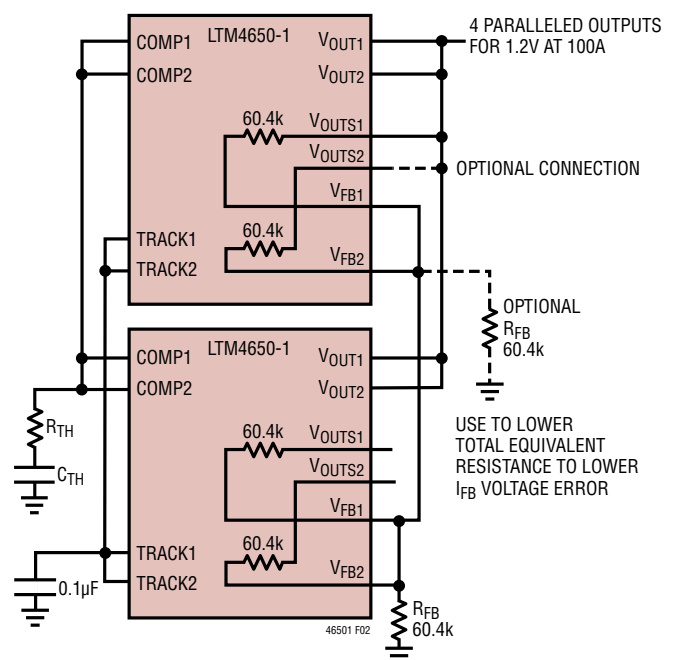 4 PARALLELED OUTPUTS
FOR 1.2V AT 100A
COMP1
LTM4650-1
VOUT1
COMP2
VOUT2
60.4k
VOUTS1
VOUTS2
OPTIONAL CONNECTION
VFB1
60.4k
TRACK1
TRACK2
VFB2
OPTIONAL
RFB
60.4k
COMP1
LTM4650-1
VOUT1
COMP2
VOUT2
USE TO LOWER
TOTAL EQUIVALENT
RESISTANCE TO LOWER
IFB VOLTAGE ERROR
RTH
CTH
60.4k
VOUTS1
VOUTS2
VFB1
60.4k
TRACK1
TRACK2
VFB2
0.1µF
RFB
60.4k
46501 F02